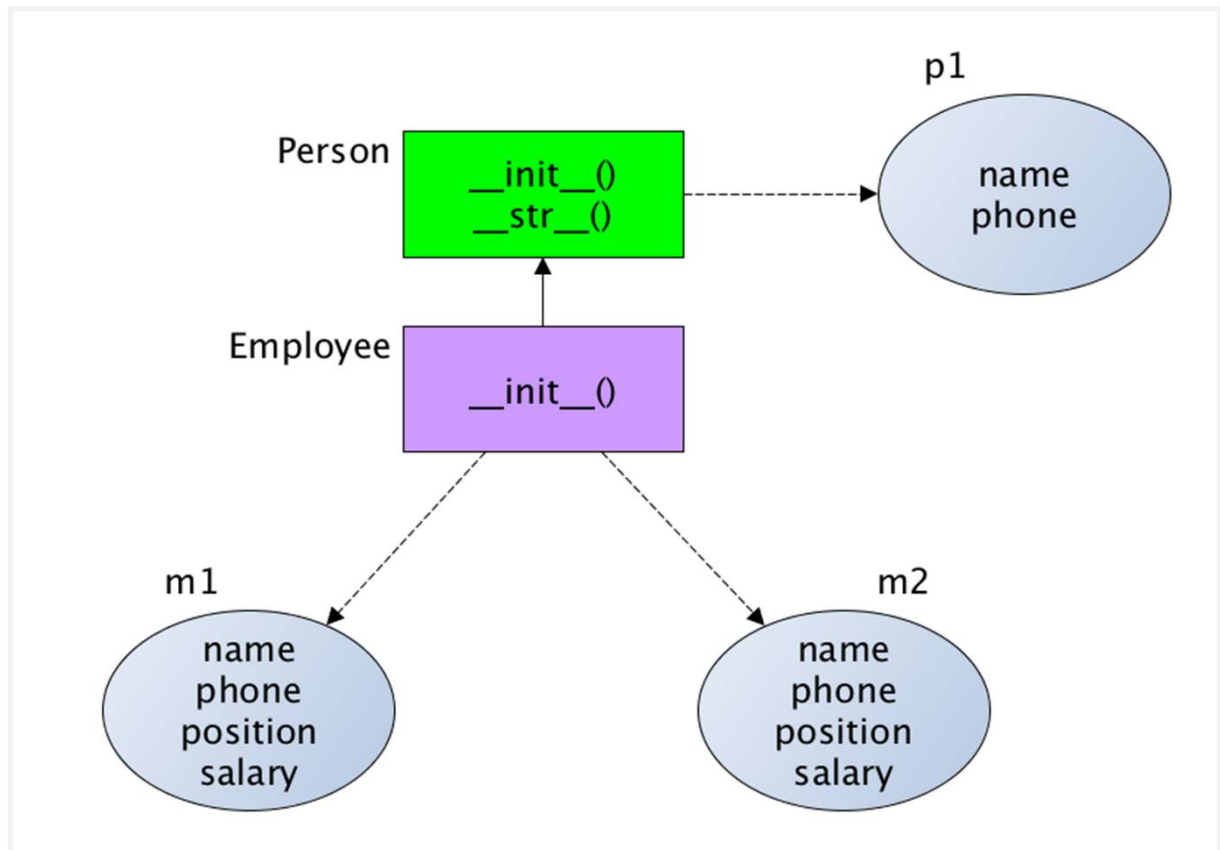 p1
Person
__init__()
__str__()
name
phone
Employee
__init__()
m1
name
phone
position
salary
m2
name
phone
position
salary